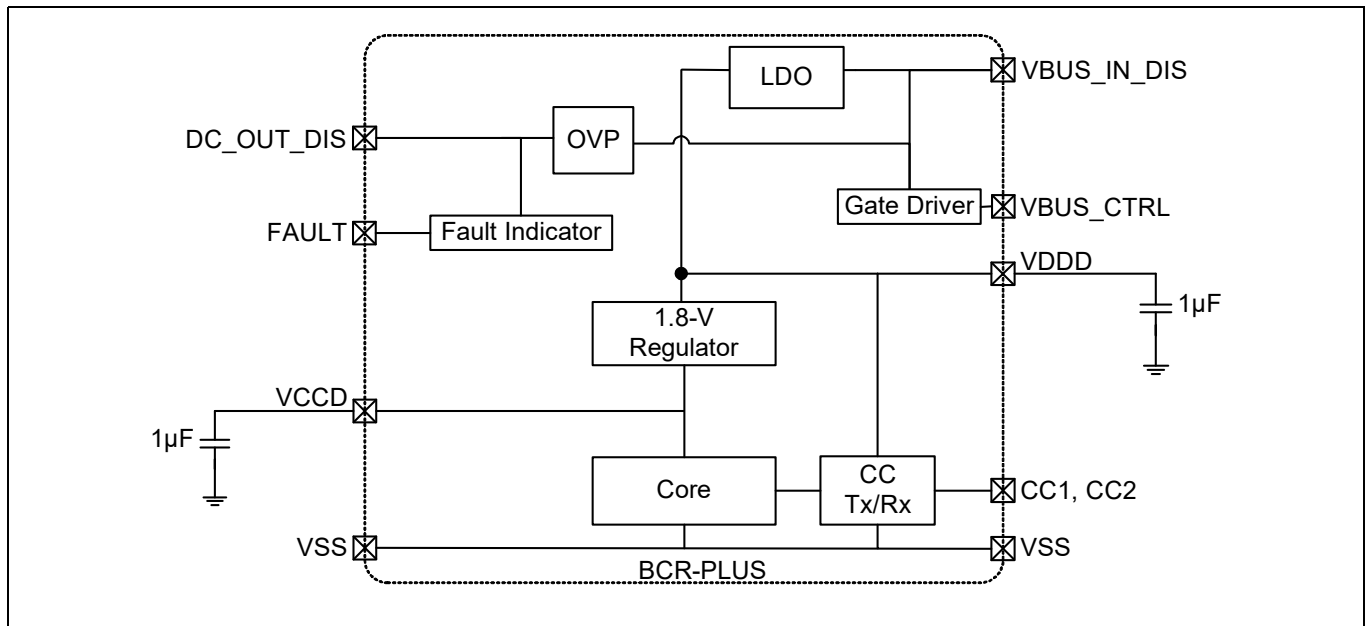 LDO
VBUS_IN_DIS
DC_OUT_DIS
OVP
FAULT
Fault Indicator
Gate Driver
VBUS_CTRL
VDDD
1µF
1.8-V
Regulator
VCCD
1µF
Core
CC
Tx/Rx
CC1, CC2
VSS
VSS
BCR-PLUS